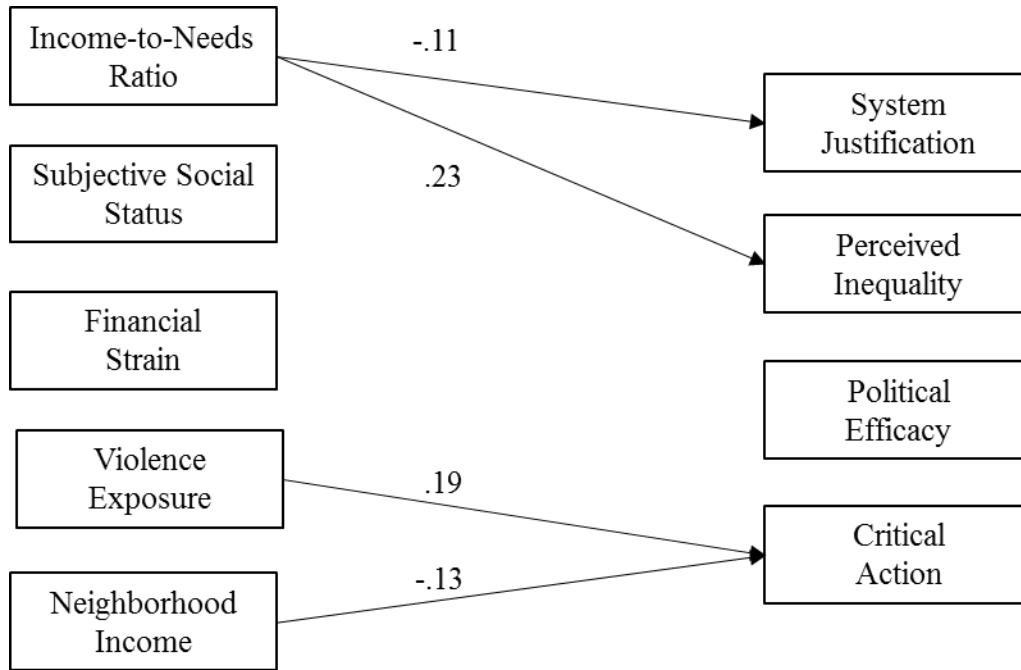 Income-to-Needs
Ratio
Subjective Social
Status
Financial
Strain
Violence
Exposure
Neighborhood
Income
-.11
.23
.19
-.13
System
Justification
Perceived
Inequality
Political
Efficacy
Critical
Action